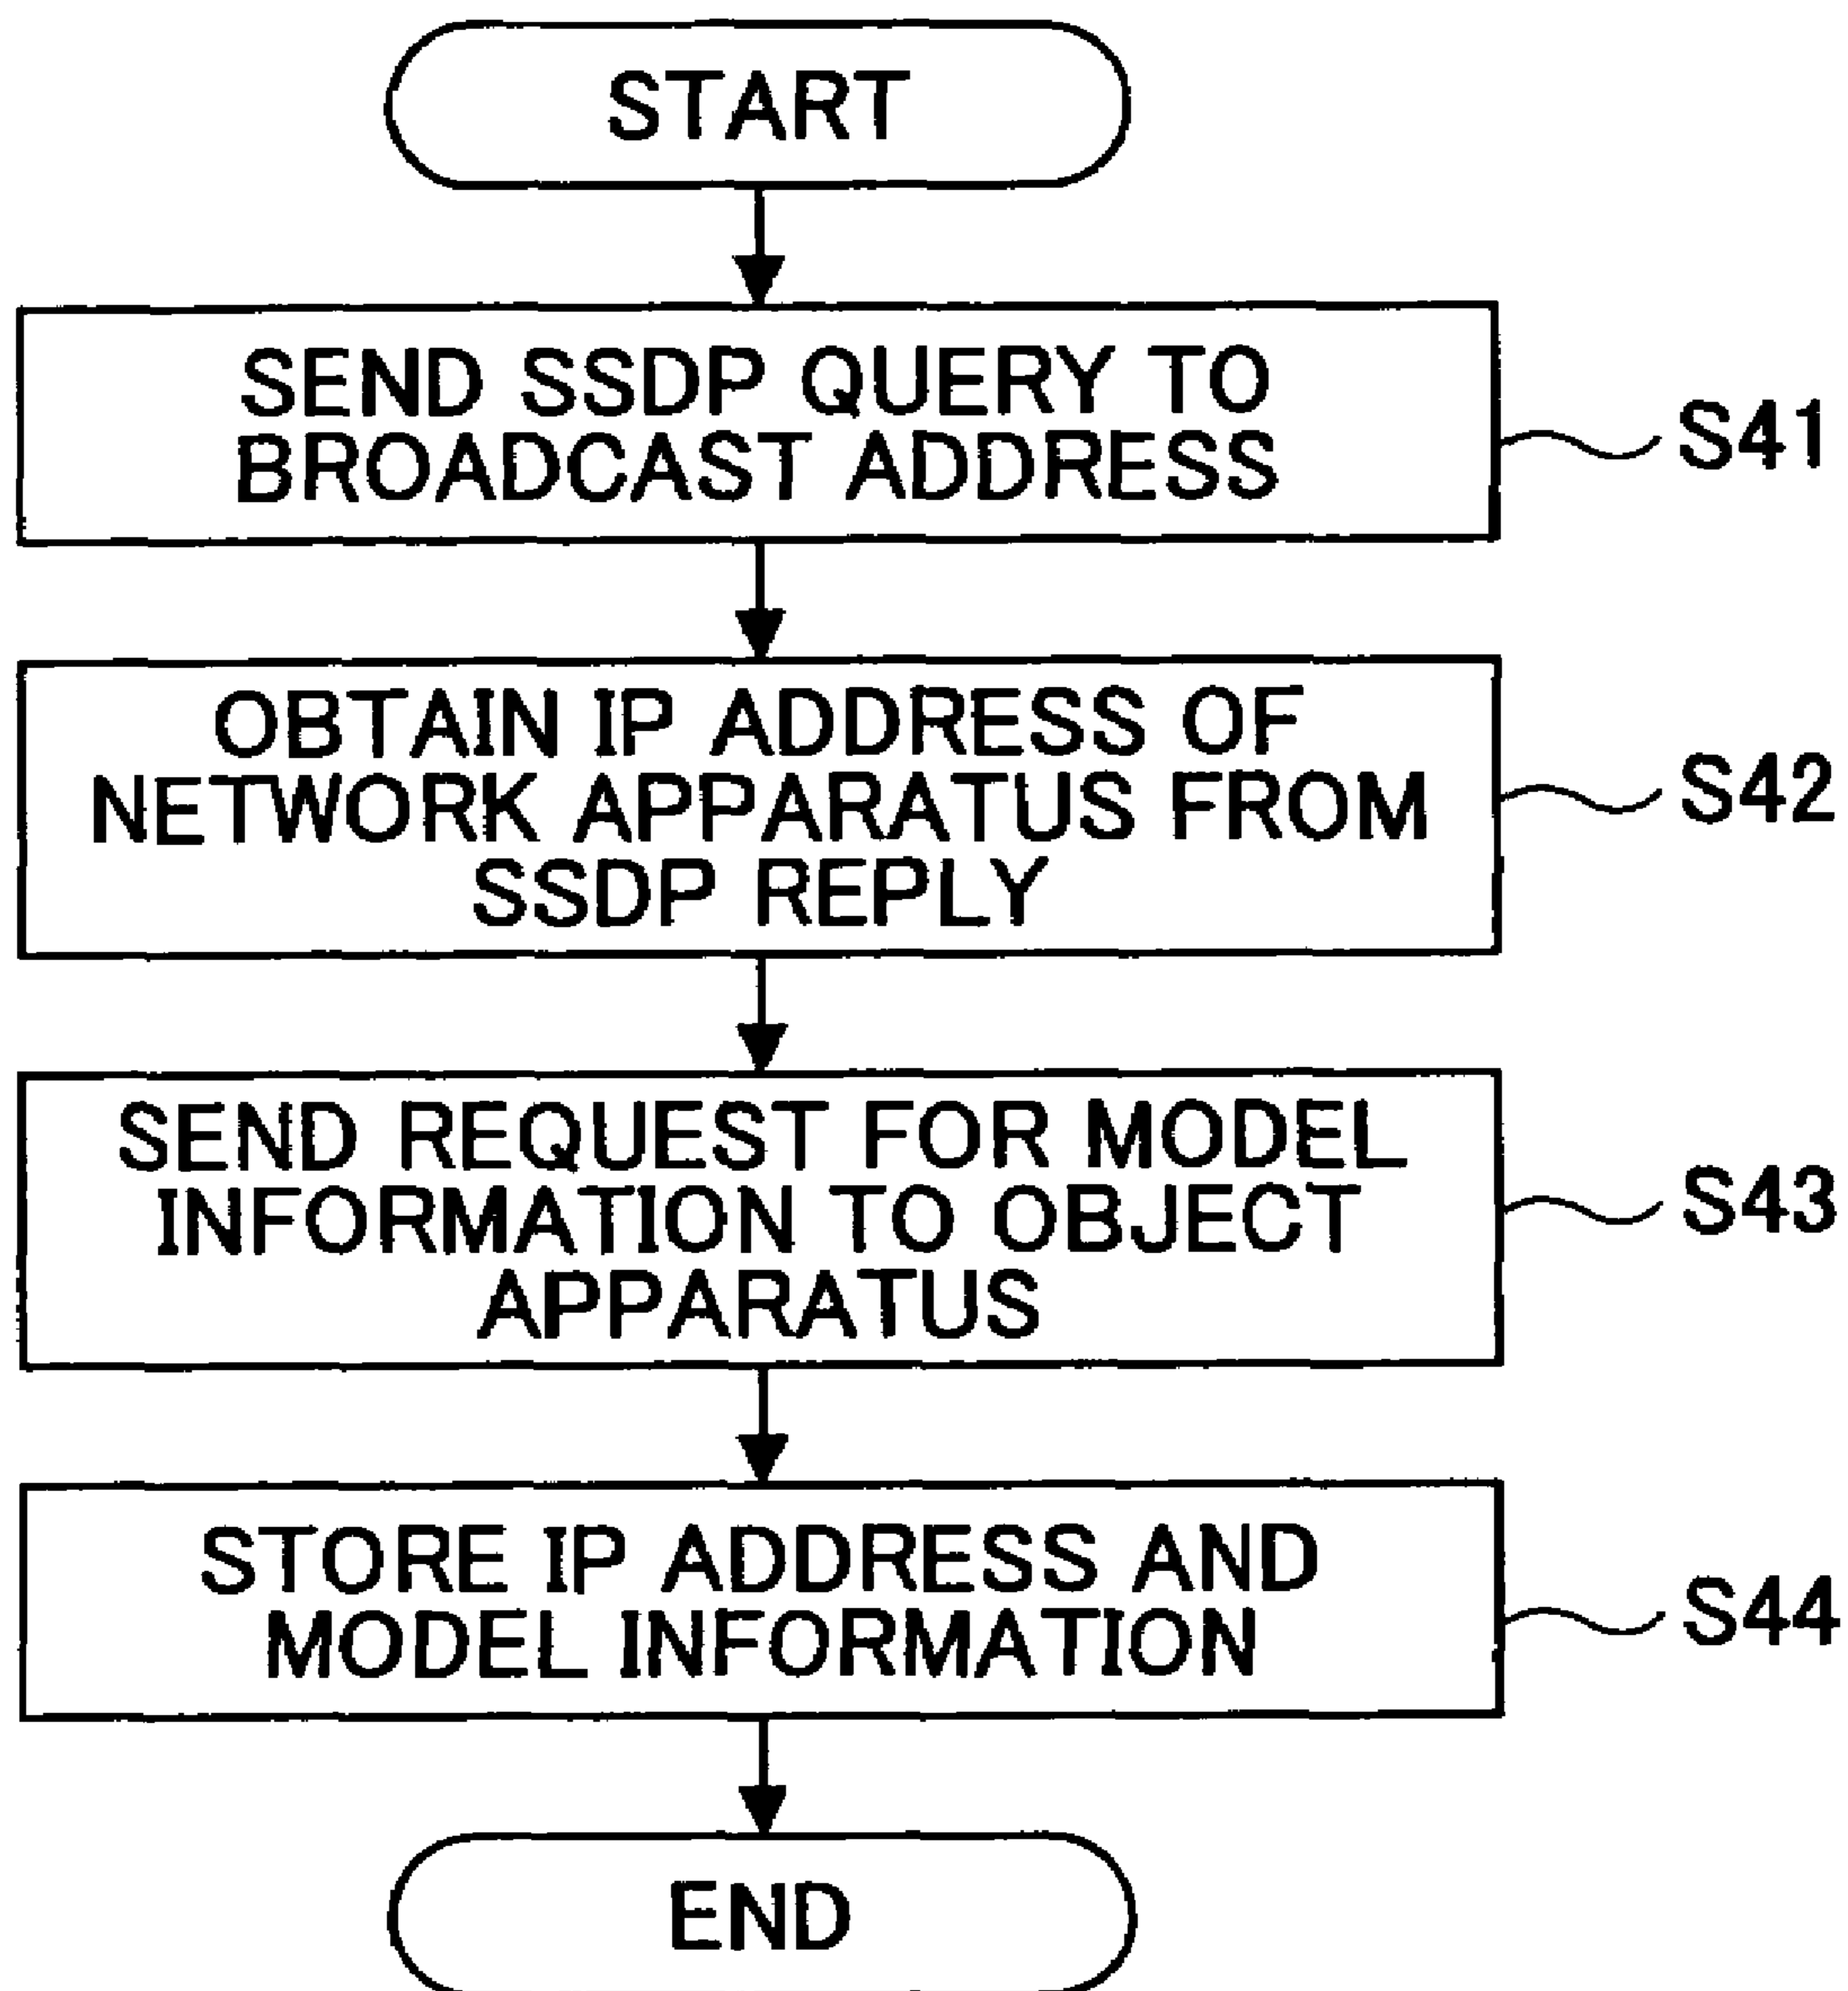 START
SEND SSDP QUERY TO
BROADCAST ADDRESS
S41
OBTAIN IP ADDRESS OF
NETWORK APPARATUS FROM
SSDP REPLY
S42
SEND REQUEST FOR MODEL
INFORMATION TO OBJECT
APPARATUS
S43
STORE IP ADDRESS AND
MODEL INFORMATION
S44
END